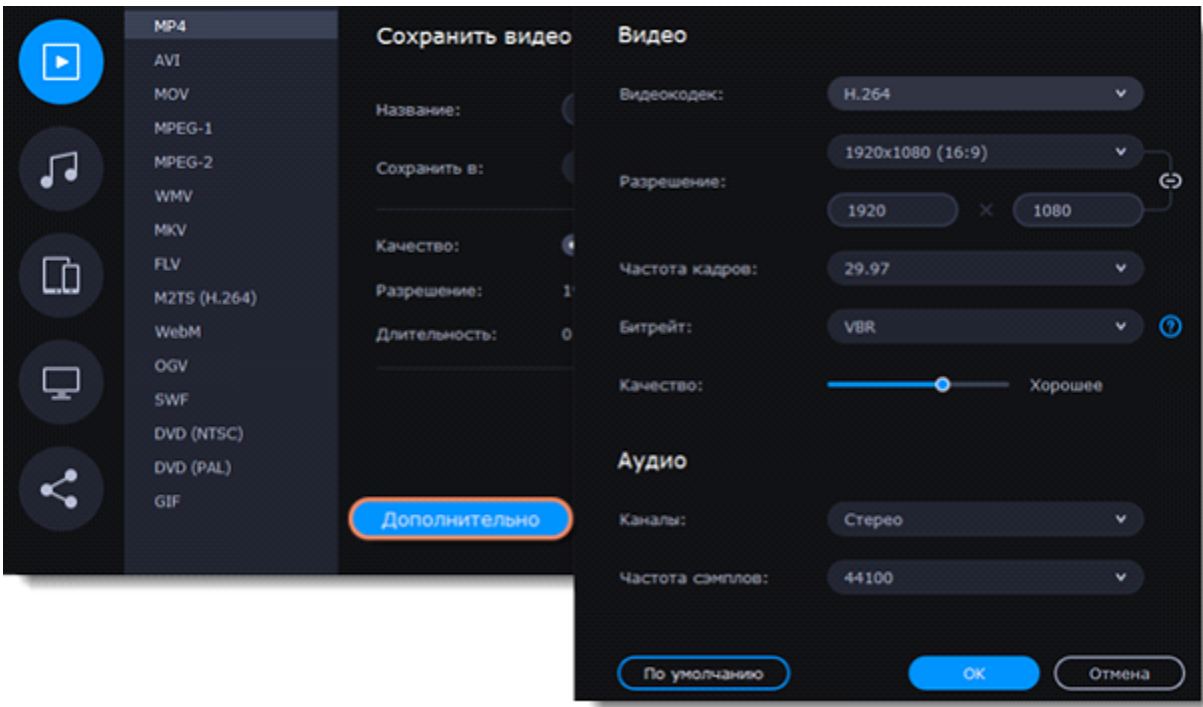 MP4
AVI
MOV
MPEG-1
MPEG-2
WMV
MKV
FLV
M2TS (H.264)
WebM
OGV
SWF
DVD (NTSC)
DVD (PAL)
GIF
Сохранить видео
Название:
Сохранить в:
Качество:
Разрешение:
Длительность:
Дополнительно
Видео
Видеокодек: H.264
1920x1080 (16:9)
Разрешение:
1920 × 1080
Частота кадров: 29.97
Битрейт: VBR ?
Качество: Хорошее
Аудио
Каналы: Стерео
Частота сэмплов: 44100
По умолчанию OK Отмена